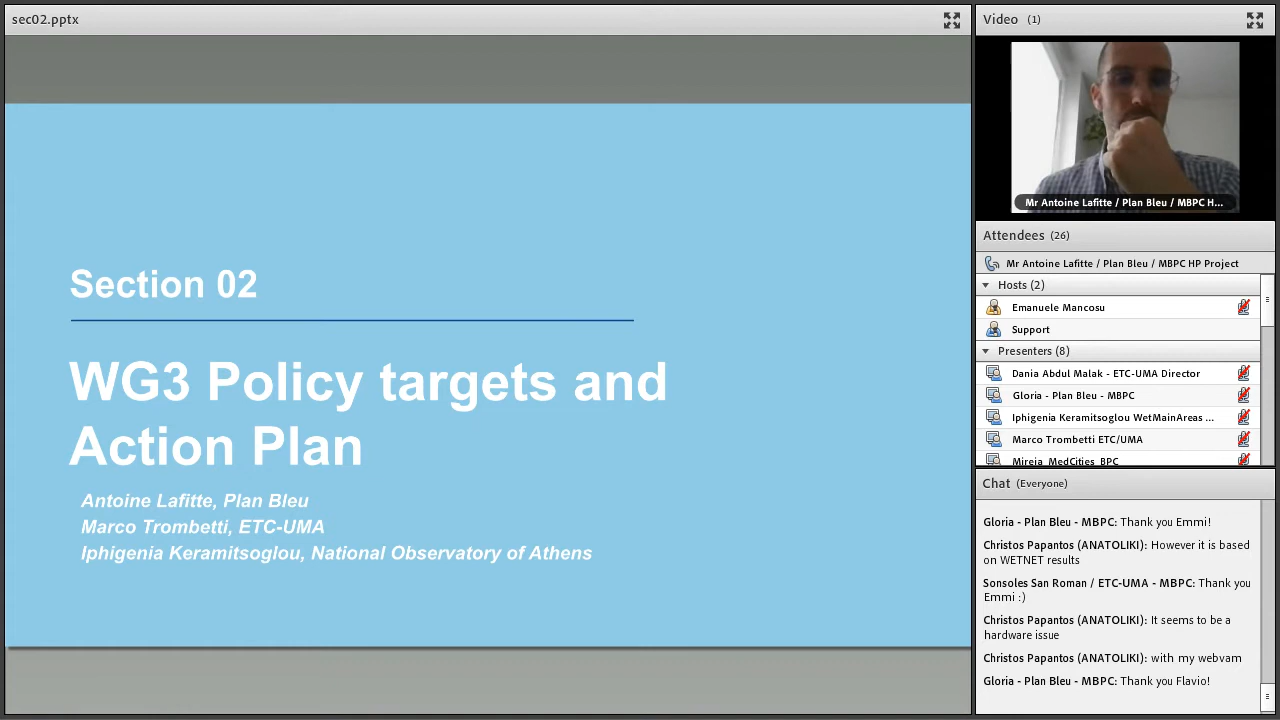 sec02.pptx
Section 02
WG3 Policy targets and
Action Plan
Antoine Lafitte, Plan Bleu
Marco Trombetti, ETC-UMA
Iphigenia Keramitsoglou, National Observatory of Athens
Video (1)
Mr Antoine Lafitte / Plan Bleu / MBPC H...
Attendees (26)
Mr Antoine Lafitte / Plan Bleu / MBPC HP Project
Hosts (2)
Emanuele Mancosu
Support
Presenters (8)
Dania Abdul Malak - ETC-UMA Director
Gloria - Plan Bleu - MBPC
Iphigenia Keramitsoglou WetMainAreas ...
Marco Trombetti ETC/UMA
Mireia_MedCities_BPC
Chat (Everyone)
Gloria - Plan Bleu - MBPC: Thank you Emmi!
Christos Papantos (ANATOLIKI): However it is based
on WETNET results
Sonsoles San Roman / ETC-UMA - MBPC: Thank you
Emmi :)
Christos Papantos (ANATOLIKI): It seems to be a
hardware issue
Christos Papantos (ANATOLIKI): with my webvam
Gloria - Plan Bleu - MBPC: Thank you Flavio!